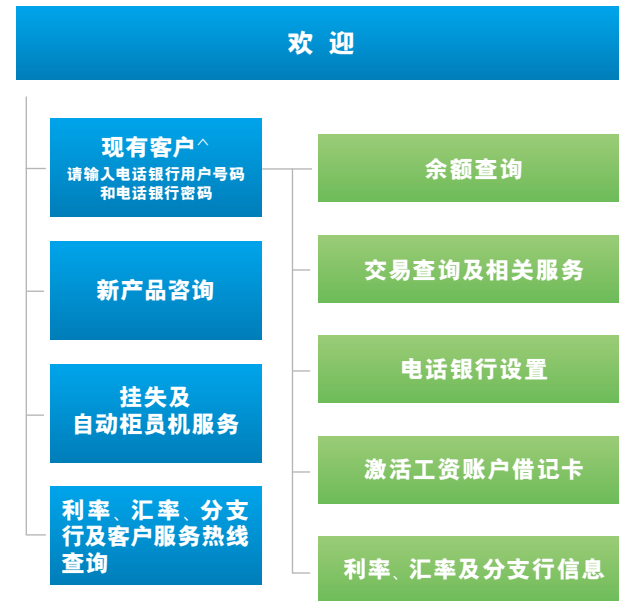 欢 迎
现有客户^
请输入电话银行用户号码
和电话银行密码
新产品咨询
挂失及
自动柜员机服务
利率、汇率、分支
行及客户服务热线
查询
余额查询
交易查询及相关服务
电话银行设置
激活工资账户借记卡
利率、汇率及分支行信息